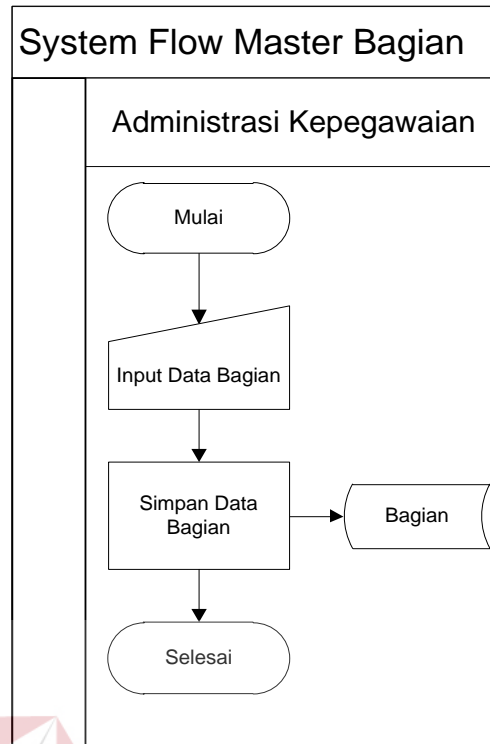 System Flow Master Bagian
Administrasi Kepegawaian
Mulai
Input Data Bagian
Simpan Data
Bagian
Bagian
Selesai